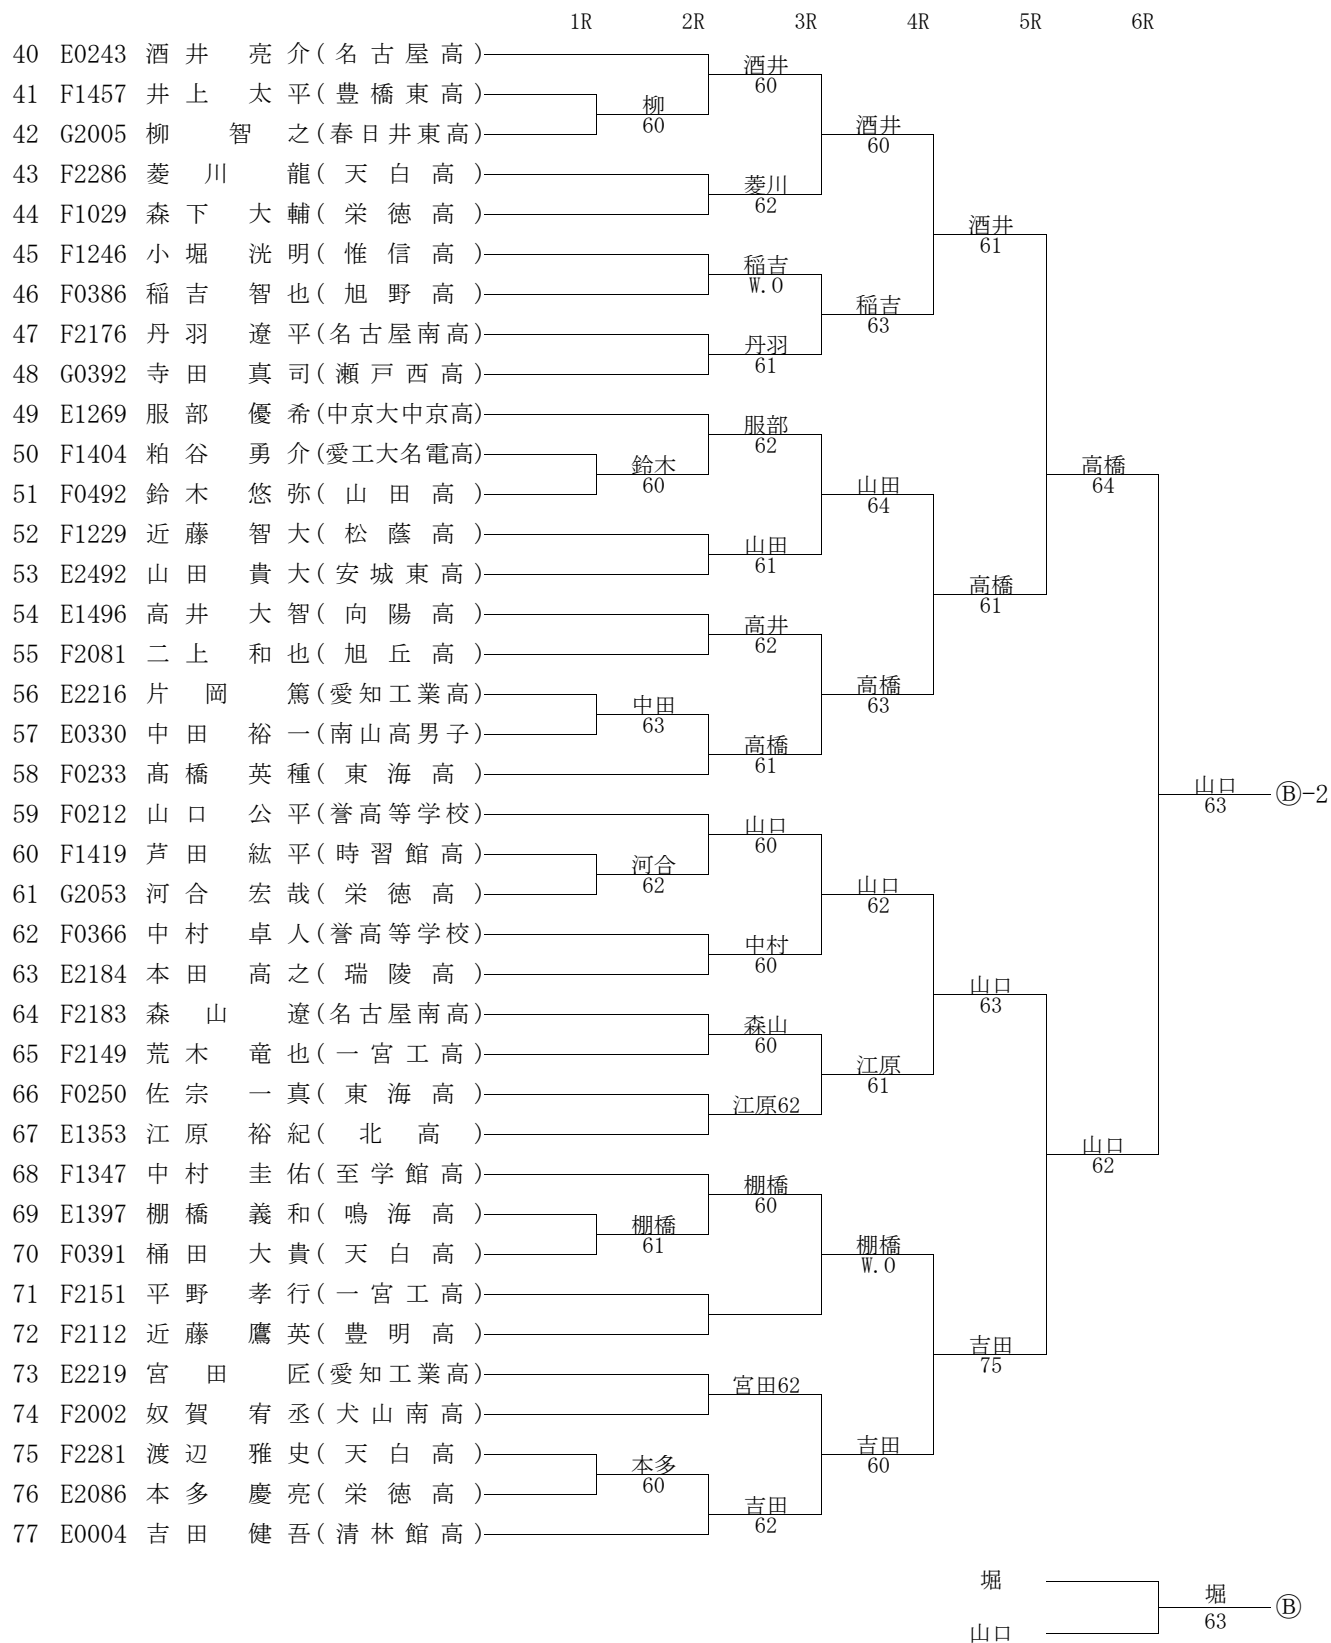 1R 2R 3R 4R 5R 6R
40 E0243 酒井 亮介(名古屋高)
酒井
60
41 F1457 井上 太平(豊橋東高)
柳
60
42 G2005 柳 智之(春日井東高)
酒井
60
43 F2286 菱川 龍(天白高)
菱川
62
44 F1029 森下 大輔(栄徳高)
酒井
61
45 F1246 小堀 洸明(惟信高)
稲吉
W.O
46 F0386 稲吉 智也(旭野高)
稲吉
63
47 F2176 丹羽 遼平(名古屋南高)
丹羽
61
48 G0392 寺田 真司(瀬戸西高)
49 E1269 服部 優希(中京大中京高)
服部
62
50 F1404 粕谷 勇介(愛工大名電高)
鈴木
60
高橋
64
51 F0492 鈴木 悠弥(山田高)
山田
64
52 F1229 近藤 智大(松蔭高)
山田
61
53 E2492 山田 貴大(安城東高)
高橋
61
54 E1496 高井 大智(向陽高)
高井
62
55 F2081 二上 和也(旭丘高)
高橋
63
56 E2216 片岡 篤(愛知工業高)
中田
63
57 E0330 中田 裕一(南山高男子)
高橋
61
58 F0233 髙橋 英種(東海高)
山口
63
Ⓑ-2
59 F0212 山口 公平(誉高等学校)
山口
60
60 F1419 芦田 紘平(時習館高)
河合
62
61 G2053 河合 宏哉(栄徳高)
山口
62
62 F0366 中村 卓人(誉高等学校)
中村
60
63 E2184 本田 高之(瑞陵高)
山口
63
64 F2183 森山 遼(名古屋南高)
森山
60
65 F2149 荒木 竜也(一宮工高)
江原
61
66 F0250 佐宗 一真(東海高)
江原62
67 E1353 江原 裕紀(北高)
山口
62
68 F1347 中村 圭佑(至学館高)
棚橋
60
69 E1397 棚橋 義和(鳴海高)
棚橋
61
70 F0391 桶田 大貴(天白高)
棚橋
W.O
71 F2151 平野 孝行(一宮工高)
72 F2112 近藤 鷹英(豊明高)
吉田
75
73 E2219 宮田 匠(愛知工業高)
宮田62
74 F2002 奴賀 宥丞(犬山南高)
吉田
60
75 F2281 渡辺 雅史(天白高)
本多
60
76 E2086 本多 慶亮(栄徳高)
吉田
62
77 E0004 吉田 健吾(清林館高)
堀
堀
63
Ⓑ
山口